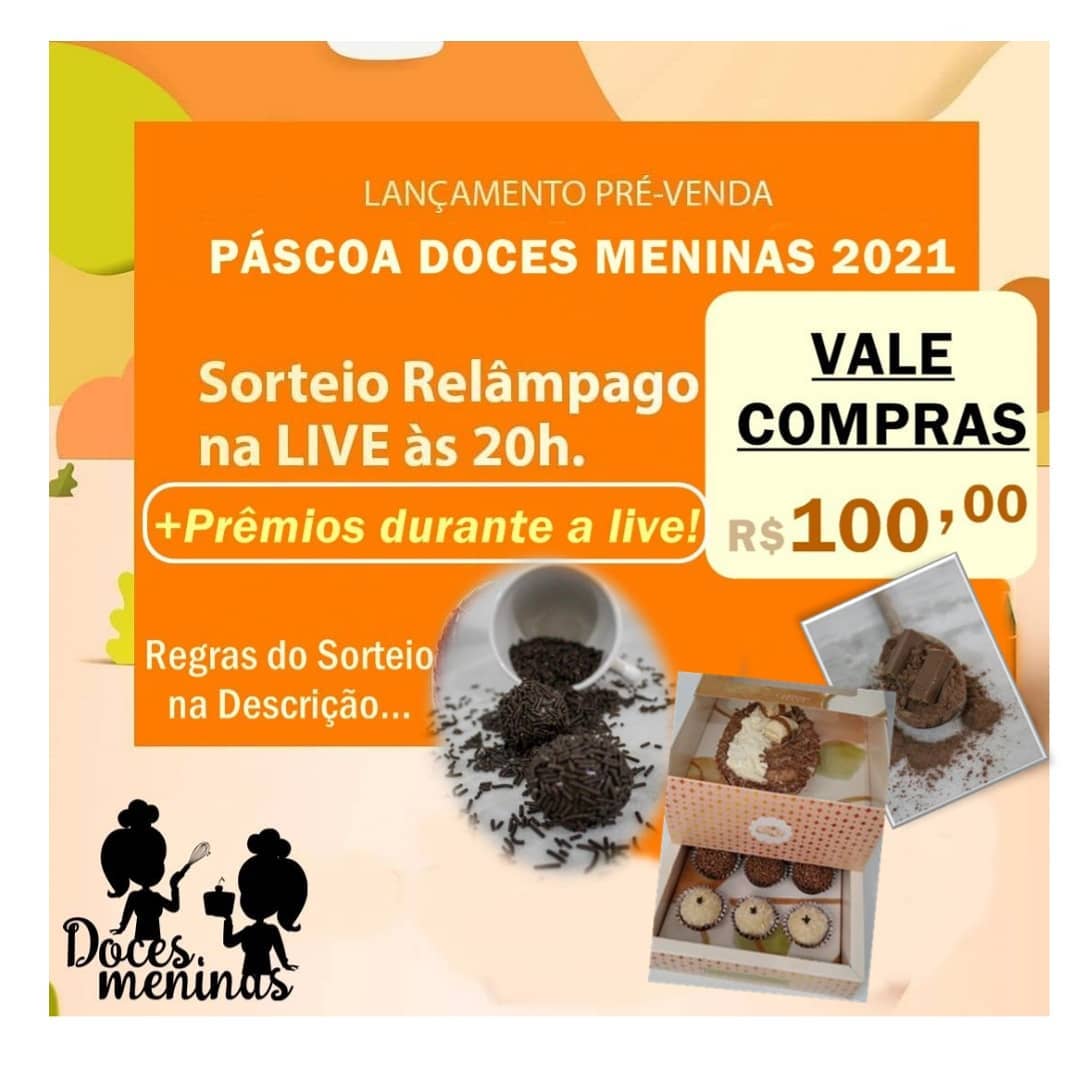 LANÇAMENTO PRÉ-VENDA
PÁSCOA DOCES MENINAS 2021
Sorteio Relâmpago
na LIVE às 20h.
+Prêmios durante a live!
VALE
COMPRAS
R$100,00
Regras do Sorteio
na Descrição...
Doces
meninas